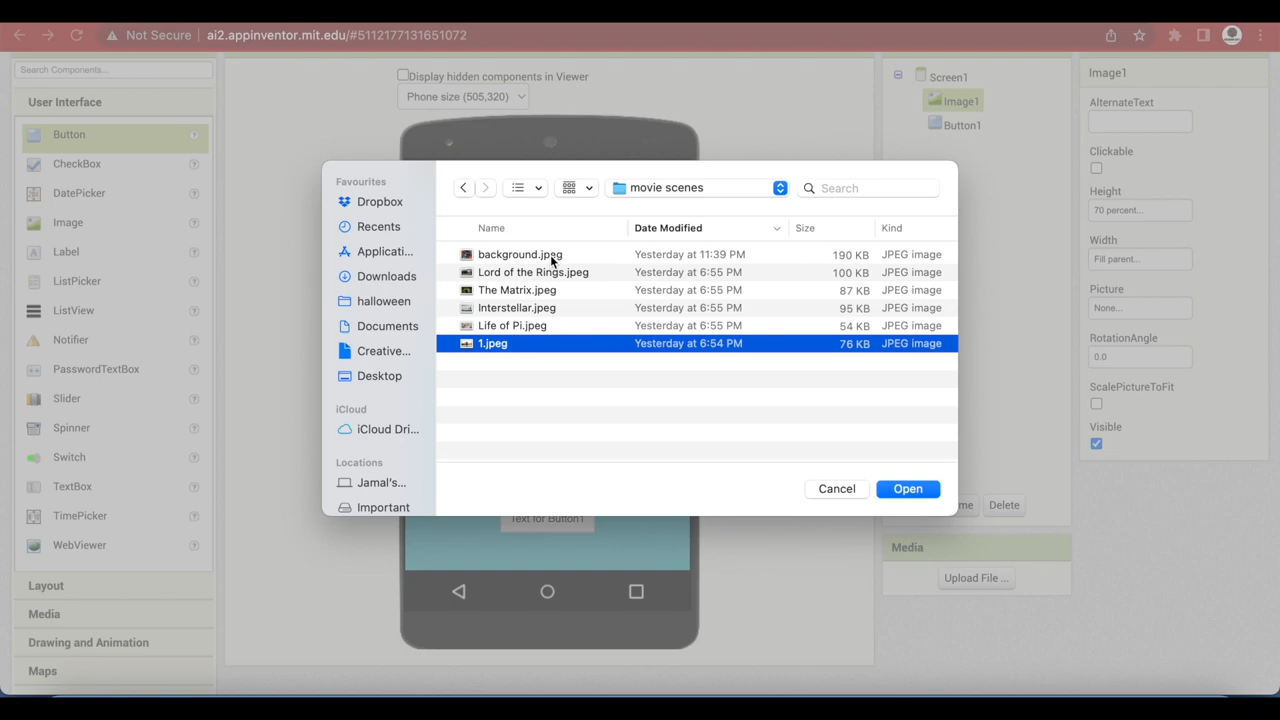 Not Secure
ai2.appinventor.mit.edu/#5112177131651072
Search Components...
User Interface
Button
CheckBox
DatePicker
Image
Label
ListPicker
ListView
Notifier
PasswordTextBox
Slider
Spinner
Switch
TextBox
TimePicker
WebViewer
Layout
Media
Drawing and Animation
Maps
Display hidden components in Viewer
Phone size (505,320)
Favourites
Dropbox
Recents
Applicati...
Downloads
halloween
Documents
Creative...
Desktop
iCloud
iCloud Dri...
Locations
Jamal's...
Important
movie scenes
Search
Name Date Modified Size Kind
background.jpeg Yesterday at 11:39 PM 190 KB JPEG image
Lord of the Rings.jpeg Yesterday at 6:55 PM 100 KB JPEG image
The Matrix.jpeg Yesterday at 6:55 PM 87 KB JPEG image
Interstellar.jpeg Yesterday at 6:55 PM 95 KB JPEG image
Life of Pi.jpeg Yesterday at 6:55 PM 54 KB JPEG image
1.jpeg Yesterday at 6:54 PM 76 KB JPEG image
Cancel
Open
Text for Button1
Screen1
Image1
Button1
me
Delete
Media
Upload File ...
Image1
AlternateText
Clickable
Height
70 percent...
Width
Fill parent...
Picture
None...
RotationAngle
0.0
ScalePictureToFit
Visible